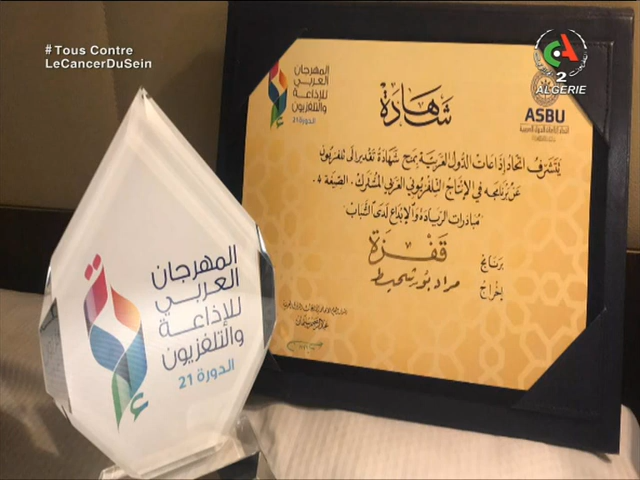 # Tous Contre
LeCancerDuSein
2
ALGERIE
المهرجان
العربي
للإذاعة
والتلفزيون
الدورة 21
ASBU
شهادة
يتشرف اتحاد إذاعات الدول العربية بمنح شهادة تقدير إلى تلفزيون
عن برنامجه في الإنتاج التلفزيوني العربي المشترك، الصيغة 4
"مبادرات الريادة والإبداع لدى الشباب"
برنامج قفزة
إخراج مراد بورشحيط
المهرجان
العربي
للإذاعة
والتلفزيون
الدورة 21